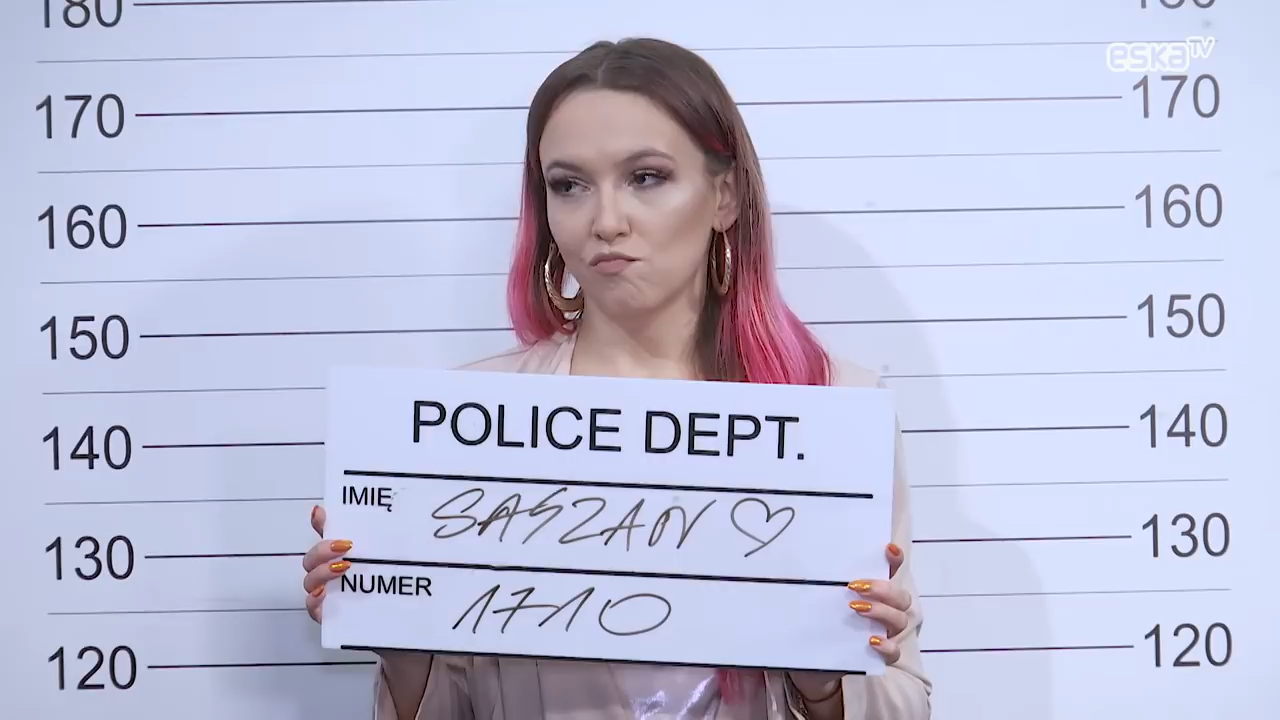 180 180
eska TV
170 170
160 160
150 150
140 140
130 130
120 120
POLICE DEPT.
IMIĘ SASZAN ♡
NUMER 1710